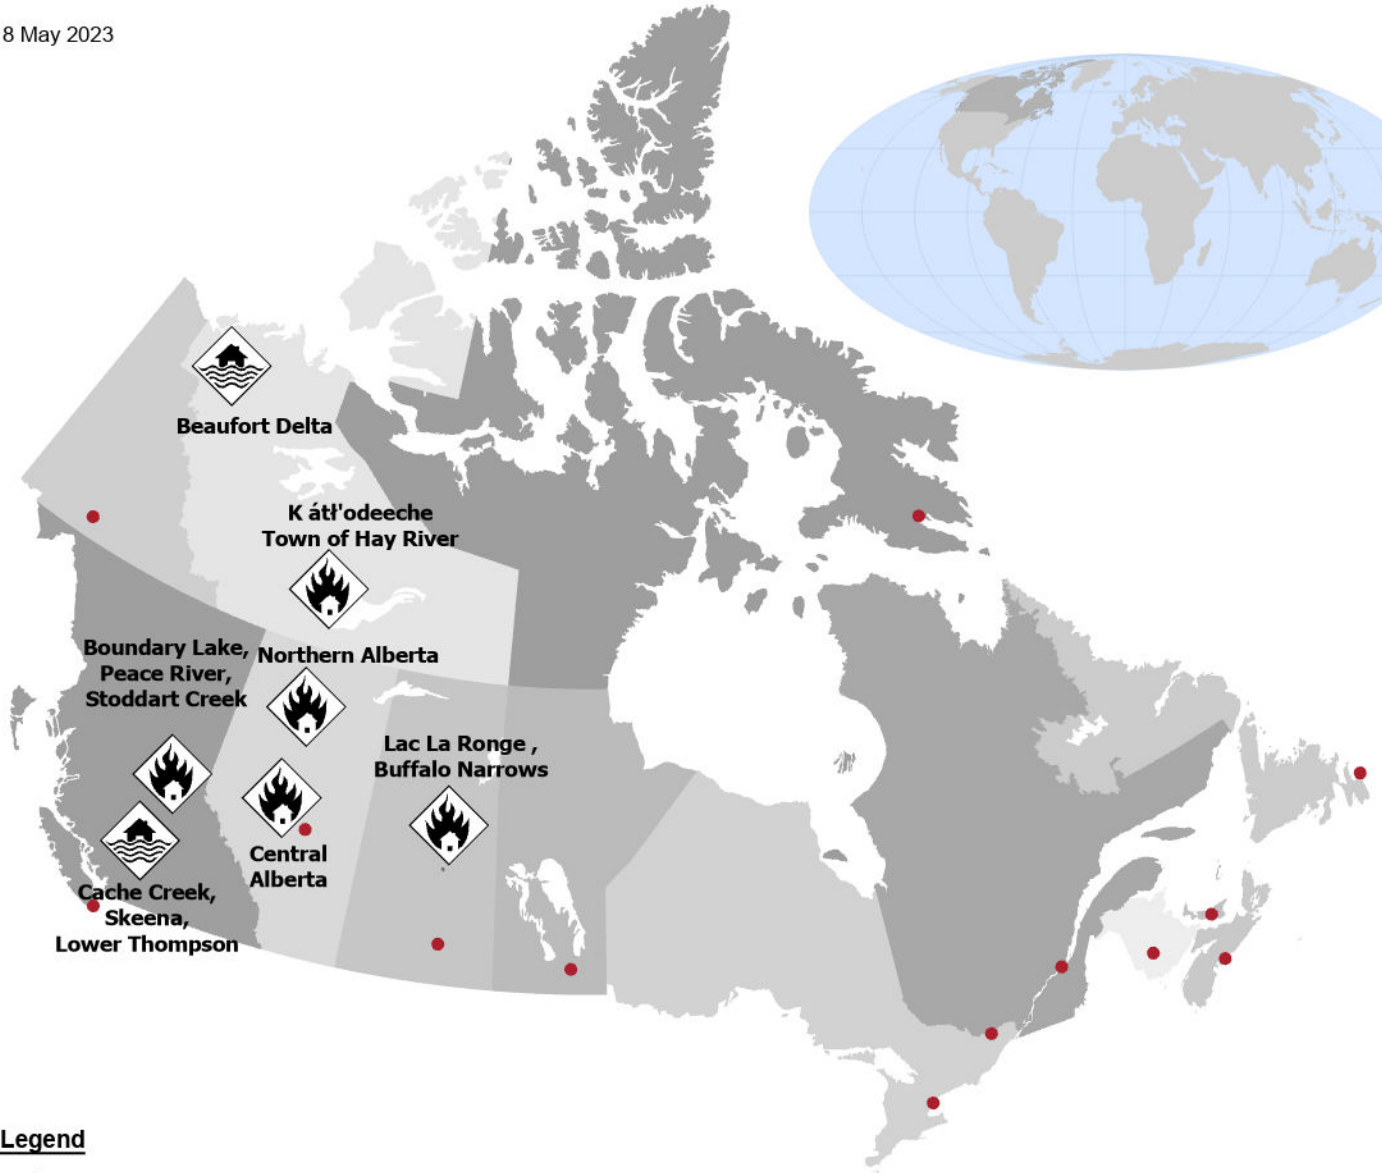 8 May 2023
Beaufort Delta
K átł'odeeche
Town of Hay River
Boundary Lake,
Peace River,
Stoddart Creek
Northern Alberta
Lac La Ronge ,
Buffalo Narrows
Central
Alberta
Cache Creek,
Skeena,
Lower Thompson
Legend